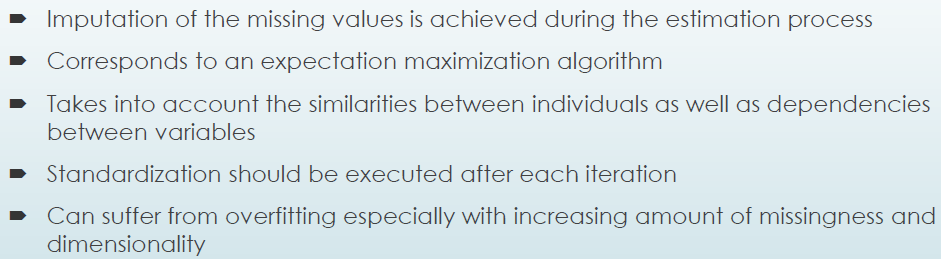 Imputation of the missing values is achieved during the estimation process
Corresponds to an expectation maximization algorithm
Takes into account the similarities between individuals as well as dependencies
between variables
Standardization should be executed after each iteration
Can suffer from overfitting especially with increasing amount of missingness and
dimensionality